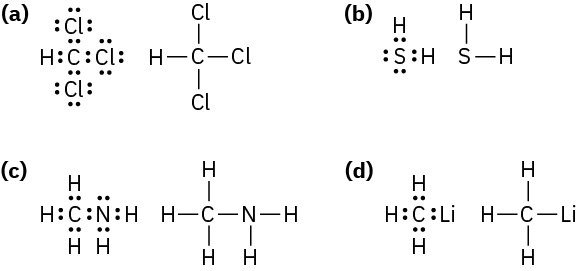 (a)
Cl Cl
H C Cl H C Cl
Cl Cl
(b)
H H
S H S H
(c)
H H
H C N H H C N H
H H H H
(d)
H H
H C Li H C Li
H H